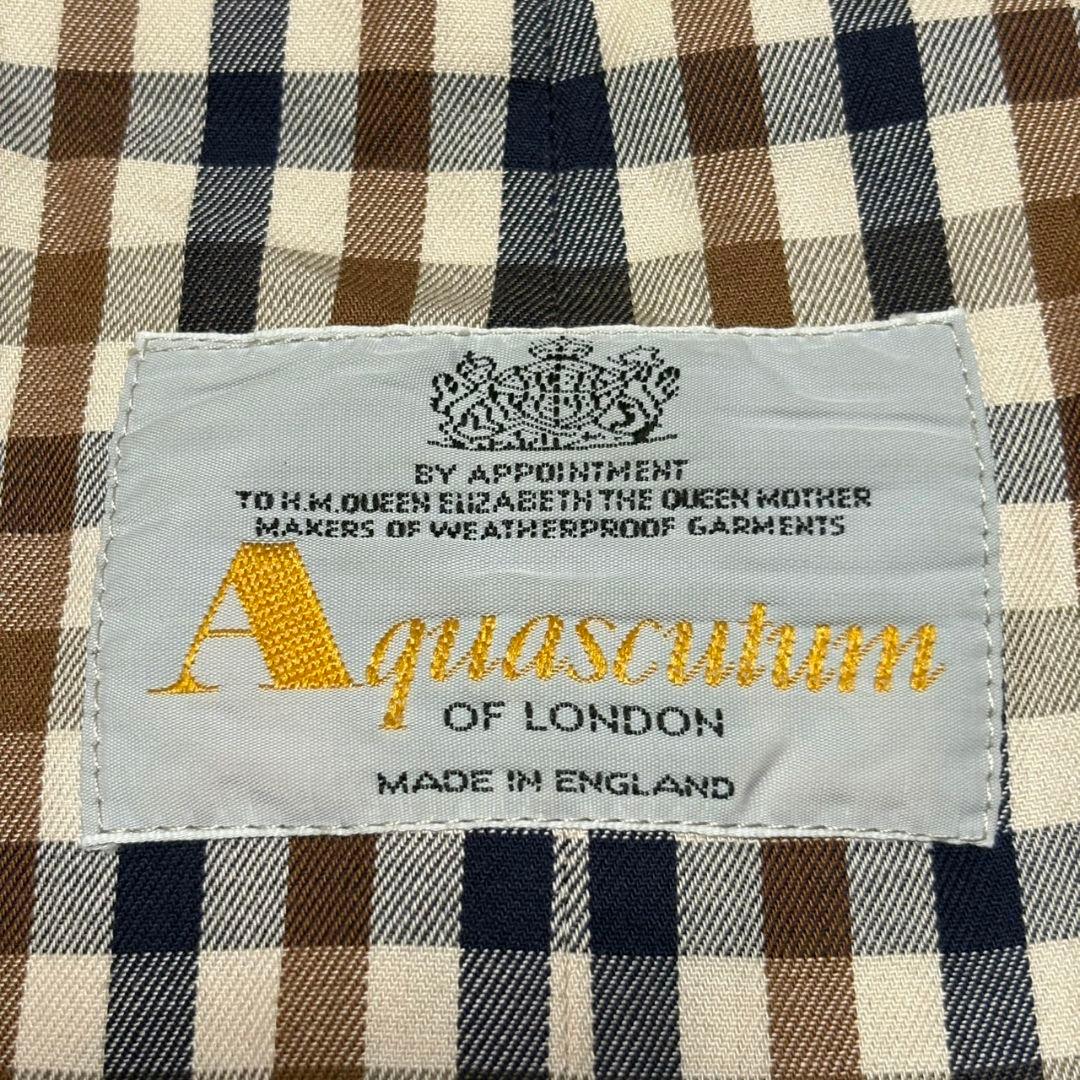 BY APPOINTMENT
TO H.M.QUEEN ELIZABETH THE QUEEN MOTHER
MAKERS OF WEATHERPROOF GARMENTS
Aquascutum
OF LONDON
MADE IN ENGLAND